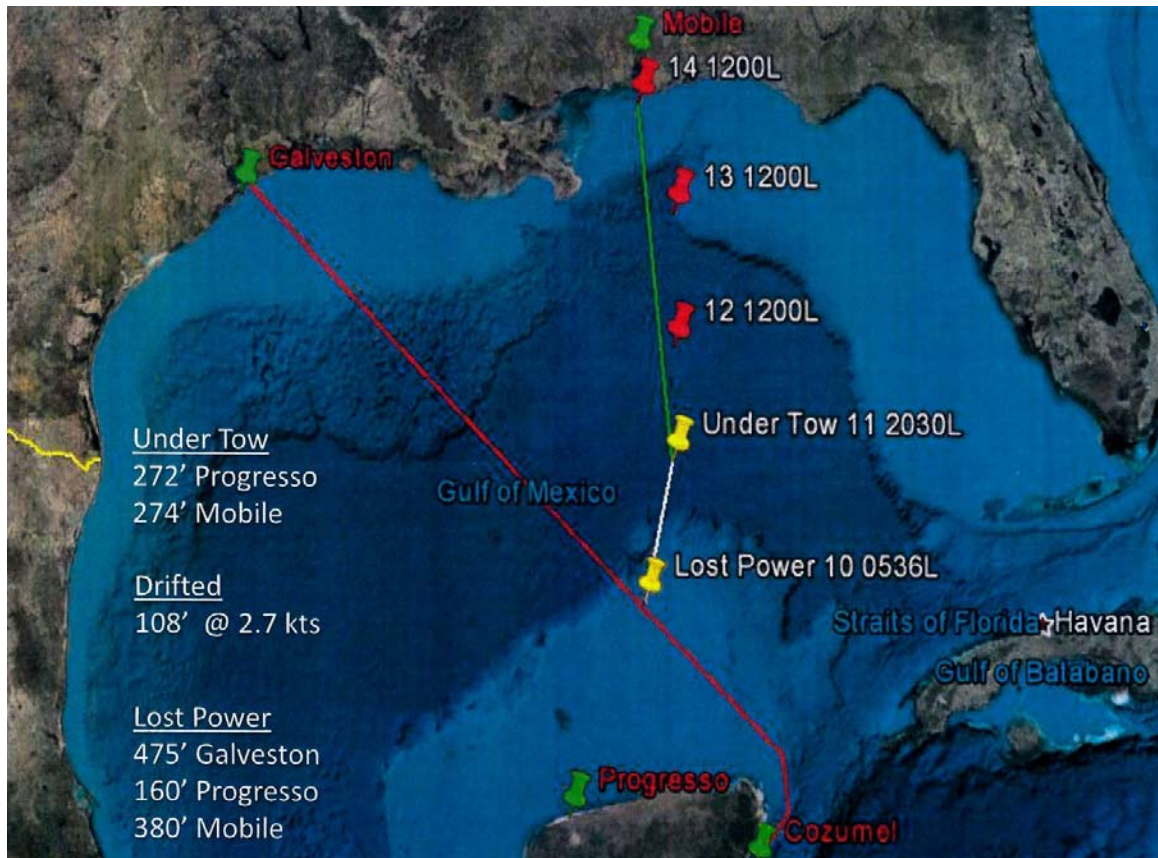 Mobile
14 1200L
Galveston
13 1200L
12 1200L
Under Tow 11 2030L
Under Tow
272’ Progresso
274’ Mobile
Gulf of Mexico
Lost Power 10 0536L
Drifted
108’ @ 2.7 kts
Straits of Florida
Havana
Gulf of Batabano
Lost Power
475’ Galveston
160’ Progresso
380’ Mobile
Progresso
Cozumel